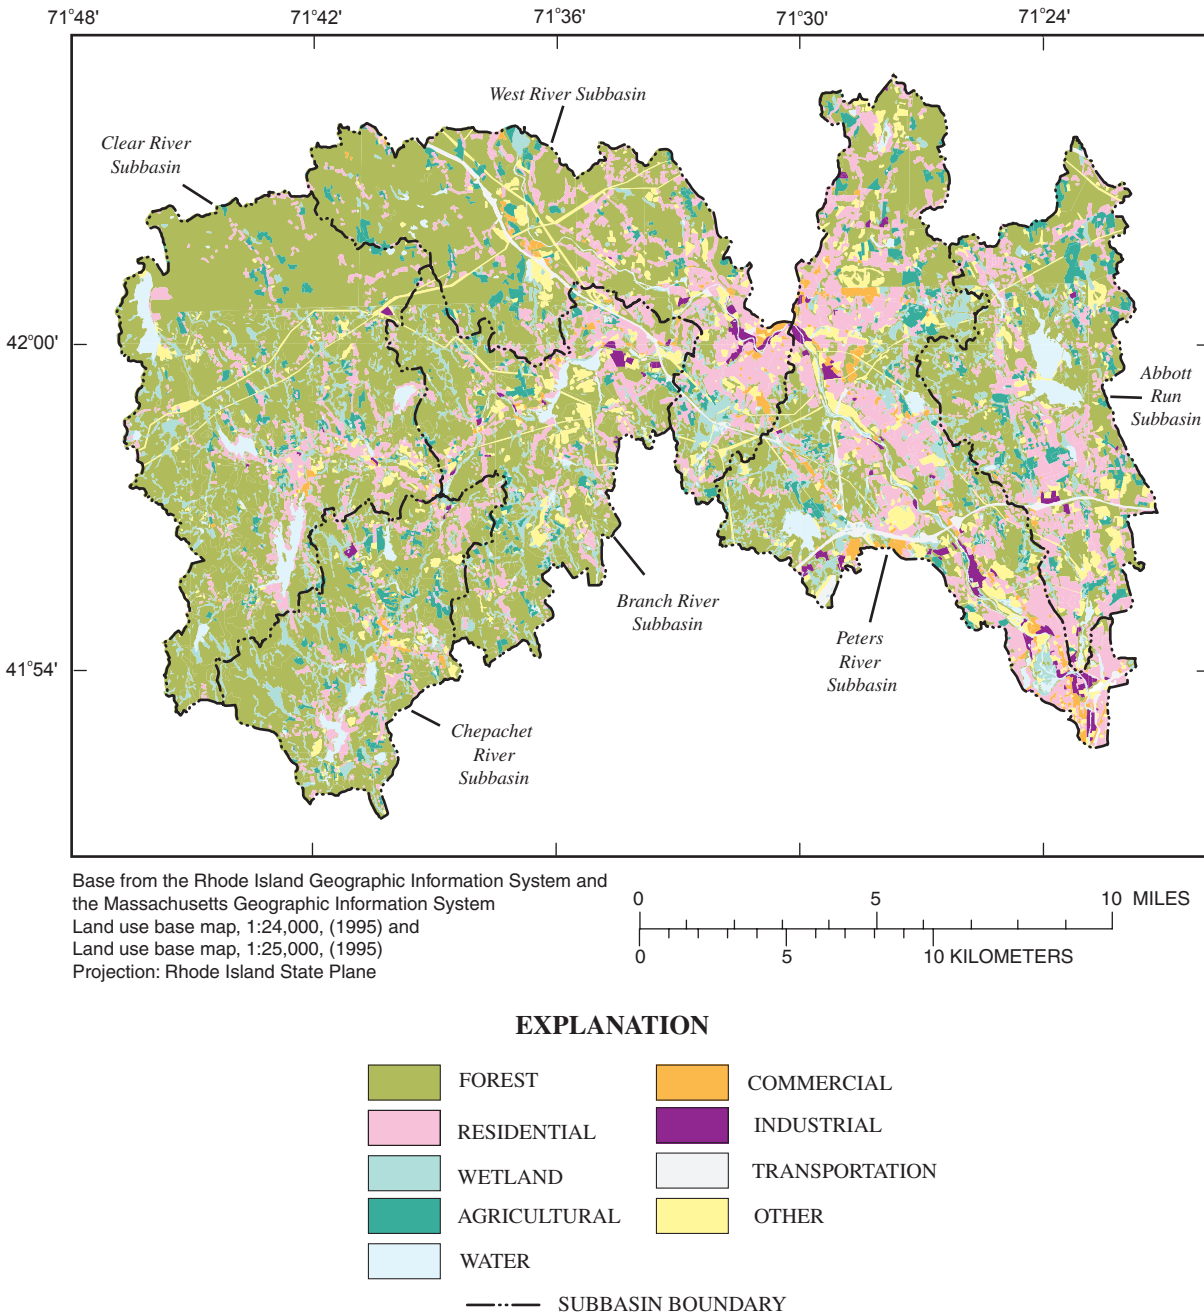 71°48' 71°42' 71°36' 71°30' 71°24'
West River Subbasin
Clear River
Subbasin
42°00'
Abbott
Run
Subbasin
Branch River
Subbasin
Peters
River
Subbasin
41°54'
Chepachet
River
Subbasin
Base from the Rhode Island Geographic Information System and
the Massachusetts Geographic Information System
Land use base map, 1:24,000, (1995) and
Land use base map, 1:25,000, (1995)
Projection: Rhode Island State Plane
0 5 10 MILES
0 5 10 KILOMETERS
EXPLANATION
FOREST
RESIDENTIAL
WETLAND
AGRICULTURAL
WATER
COMMERCIAL
INDUSTRIAL
TRANSPORTATION
OTHER
SUBBASIN BOUNDARY